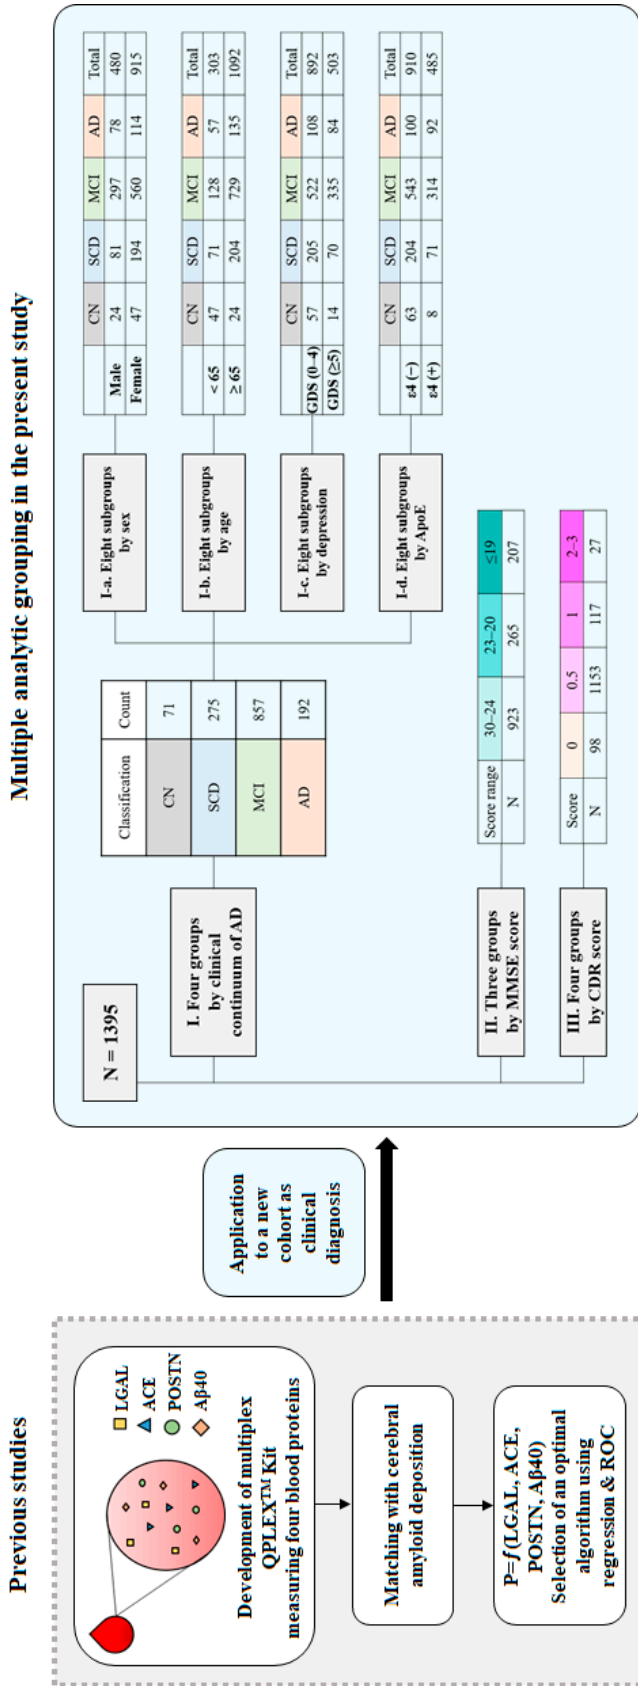 Previous studies
LGAL
ACE
POSTN
Aβ40
Development of multiplex
QPLEX™ Kit
measuring four blood proteins
Matching with cerebral
amyloid deposition
P=f(LGAL, ACE,
POSTN, Aβ40)
Selection of an optimal
algorithm using
regression & ROC
Application
to a new
cohort as
clinical
diagnosis
Multiple analytic grouping in the present study
N = 1395
I. Four groups
by clinical
continuum of AD
Classification Count
CN 71
SCD 275
MCI 857
AD 192
I-a. Eight subgroups
by sex
CN SCD MCI AD Total
Male 24 81 297 78 480
Female 47 194 560 114 915
I-b. Eight subgroups
by age
CN SCD MCI AD Total
< 65 47 71 128 57 303
≥ 65 24 204 729 135 1092
I-c. Eight subgroups
by depression
CN SCD MCI AD Total
GDS (0–4) 57 205 522 108 892
GDS (≥5) 14 70 335 84 503
I-d. Eight subgroups
by ApoE
CN SCD MCI AD Total
ε4 (−) 63 204 543 100 910
ε4 (+) 8 71 314 92 485
II. Three groups
by MMSE score
Score range 30–24 23–20 ≤19
N 923 265 207
III. Four groups
by CDR score
Score 0 0.5 1 2–3
N 98 1153 117 27